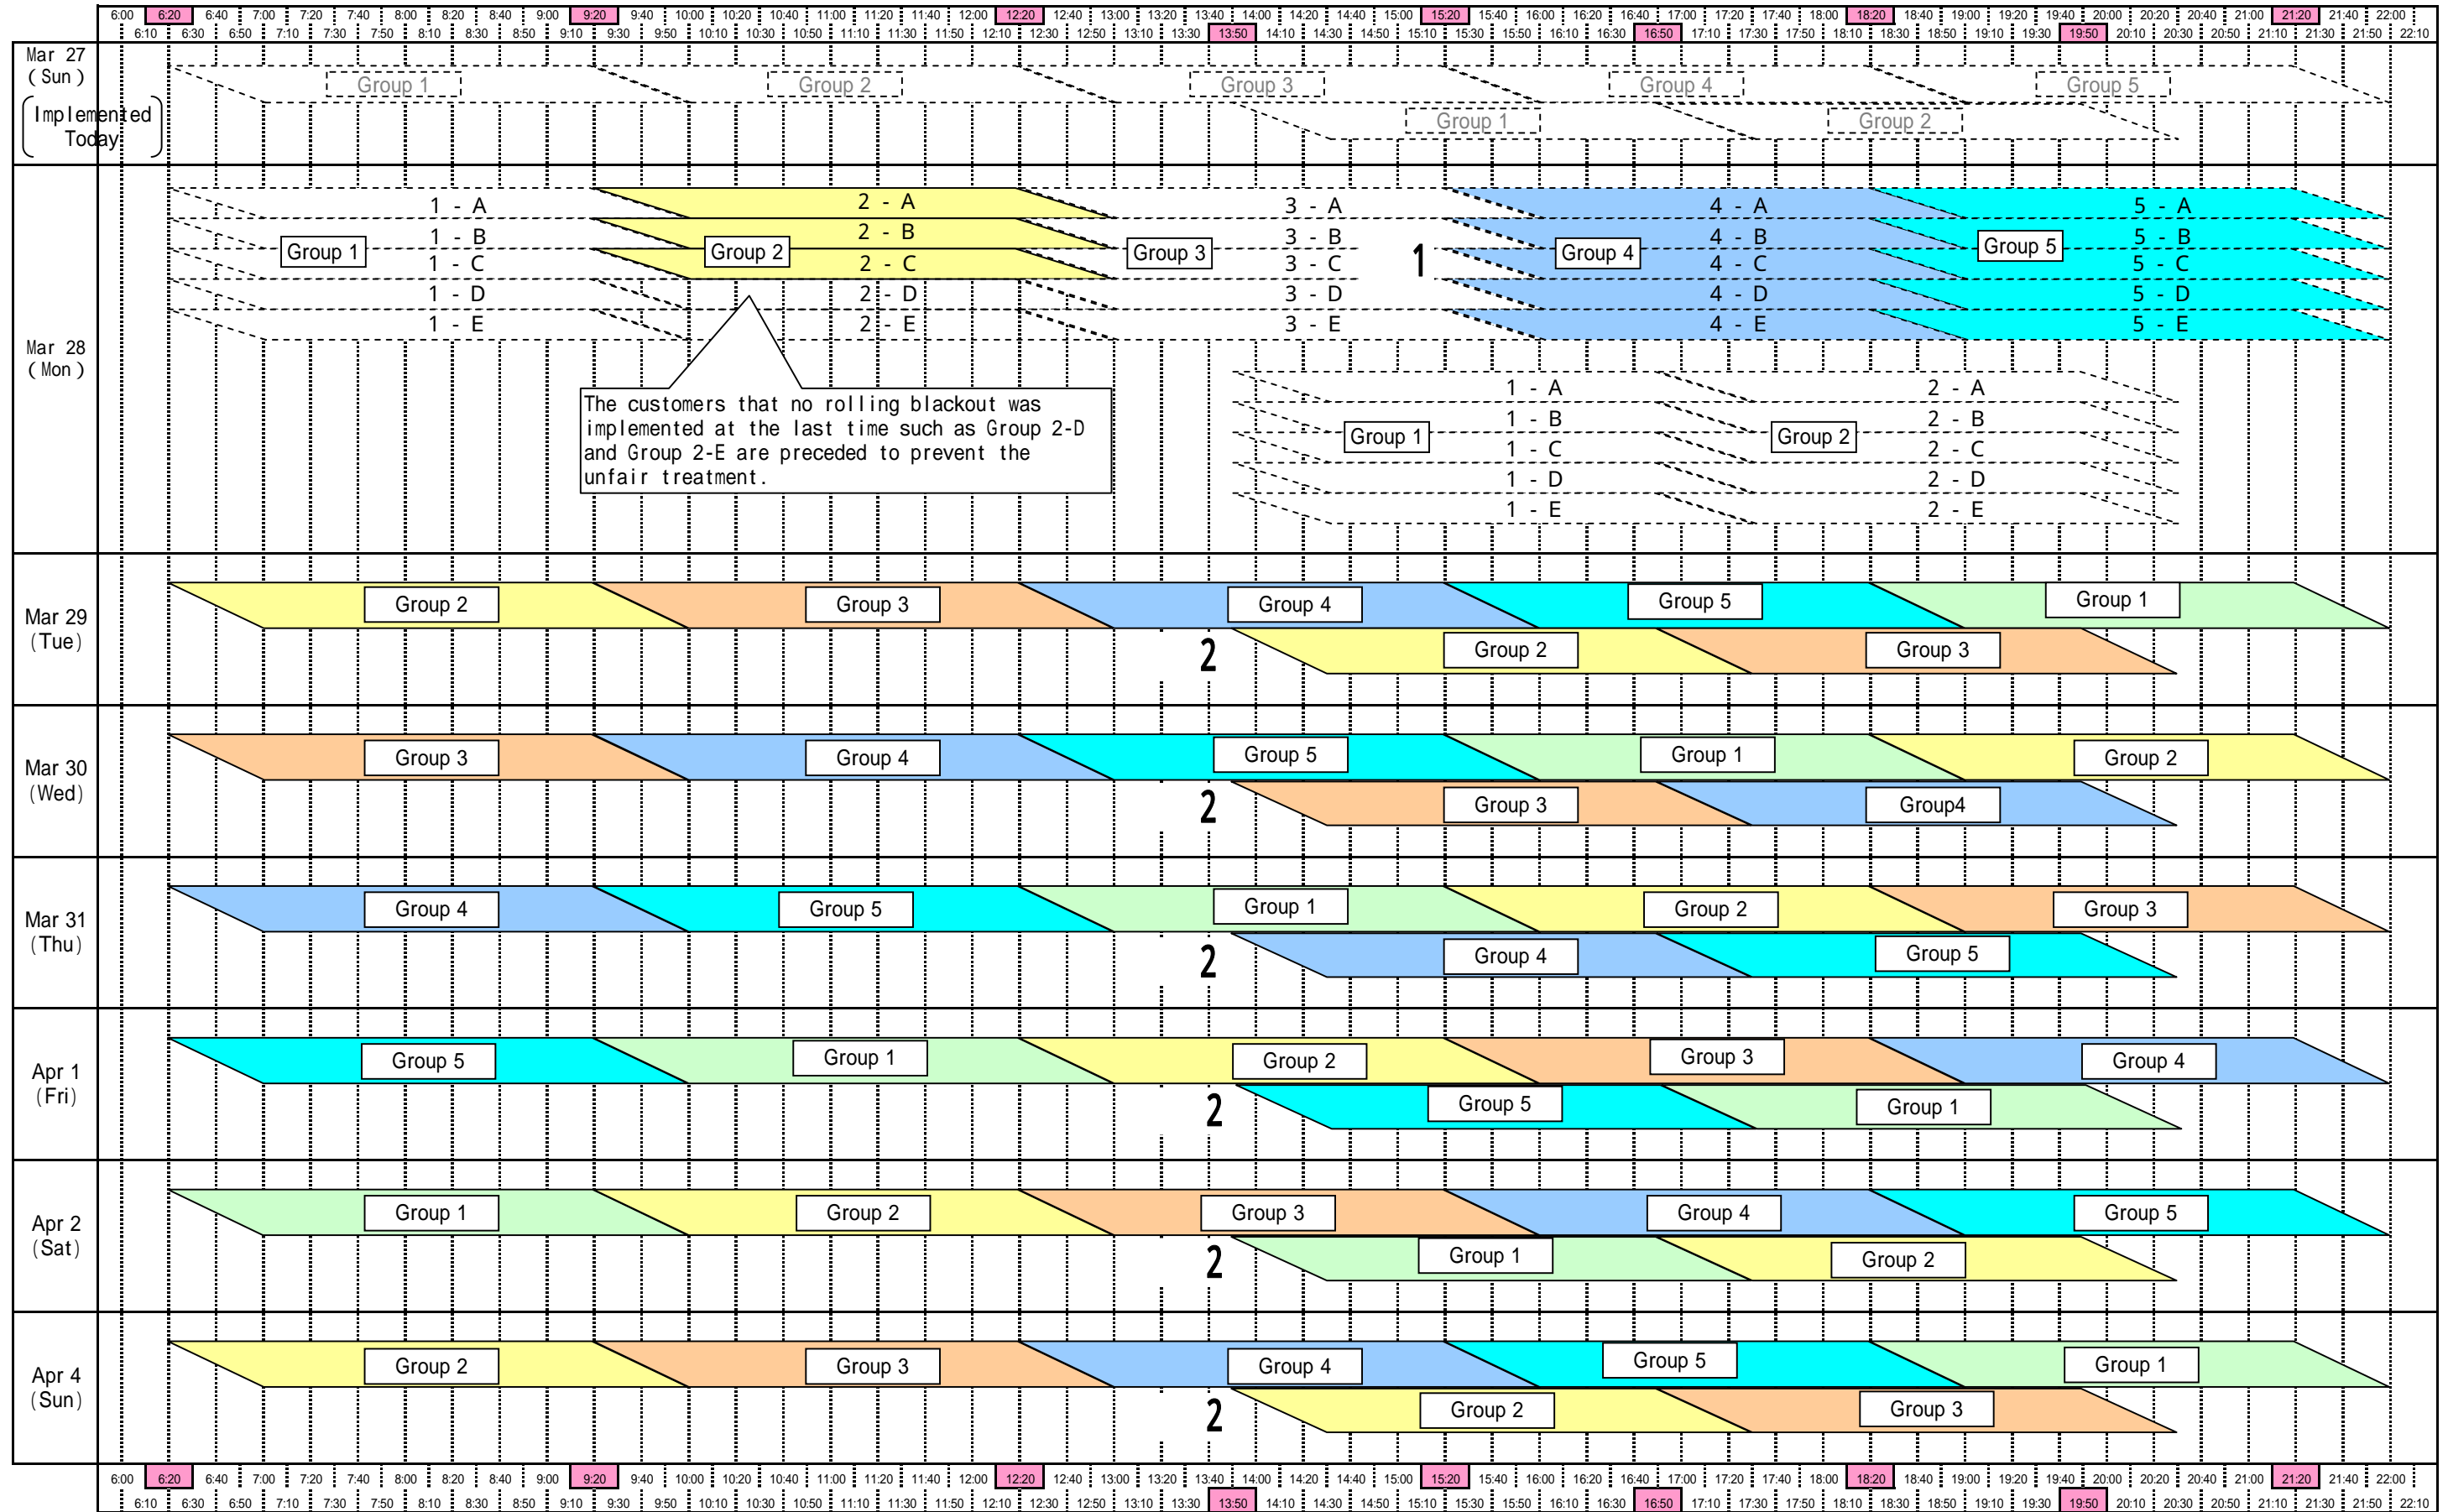 6:00 6:20 6:40 7:00 7:20 7:40 8:00 8:20 8:40 9:00 9:20 9:40 10:00 10:20 10:40 11:00 11:20 11:40 12:00 12:20 12:40 13:00 13:20 13:40 14:00 14:20 14:40 15:00 15:20 15:40 16:00 16:20 16:40 17:00 17:20 17:40 18:00 18:20 18:40 19:00 19:20 19:40 20:00 20:20 20:40 21:00 21:20 21:40 22:00
6:10 6:30 6:50 7:10 7:30 7:50 8:10 8:30 8:50 9:10 9:30 9:50 10:10 10:30 10:50 11:10 11:30 11:50 12:10 12:30 12:50 13:10 13:30 13:50 14:10 14:30 14:50 15:10 15:30 15:50 16:10 16:30 16:50 17:10 17:30 17:50 18:10 18:30 18:50 19:10 19:30 19:50 20:10 20:30 20:50 21:10 21:30 21:50 22:10
Mar 27
(Sun)
Implemented
Today
Group 1 Group 2 Group 3 Group 4 Group 5
Group 1 Group 2
Mar 28
(Mon)
1 - A 2 - A 3 - A 4 - A 5 - A
1 - B 2 - B 3 - B 4 - B 5 - B
Group 1 Group 2 Group 3 1 Group 4 Group 5
1 - C 2 - C 3 - C 4 - C 5 - C
1 - D 2 - D 3 - D 4 - D 5 - D
1 - E 2 - E 3 - E 4 - E 5 - E
The customers that no rolling blackout was
implemented at the last time such as Group 2-D
and Group 2-E are preceded to prevent the
unfair treatment.
1 - A 2 - A
1 - B 2 - B
Group 1 Group 2
1 - C 2 - C
1 - D 2 - D
1 - E 2 - E
Mar 29
(Tue)
Group 2 Group 3 Group 4 Group 5 Group 1
2 Group 2 Group 3
Mar 30
(Wed)
Group 3 Group 4 Group 5 Group 1 Group 2
2 Group 3 Group4
Mar 31
(Thu)
Group 4 Group 5 Group 1 Group 2 Group 3
2 Group 4 Group 5
Apr 1
(Fri)
Group 5 Group 1 Group 2 Group 3 Group 4
2 Group 5 Group 1
Apr 2
(Sat)
Group 1 Group 2 Group 3 Group 4 Group 5
2 Group 1 Group 2
Apr 4
(Sun)
Group 2 Group 3 Group 4 Group 5 Group 1
2 Group 2 Group 3
6:00 6:20 6:40 7:00 7:20 7:40 8:00 8:20 8:40 9:00 9:20 9:40 10:00 10:20 10:40 11:00 11:20 11:40 12:00 12:20 12:40 13:00 13:20 13:40 14:00 14:20 14:40 15:00 15:20 15:40 16:00 16:20 16:40 17:00 17:20 17:40 18:00 18:20 18:40 19:00 19:20 19:40 20:00 20:20 20:40 21:00 21:20 21:40 22:00
6:10 6:30 6:50 7:10 7:30 7:50 8:10 8:30 8:50 9:10 9:30 9:50 10:10 10:30 10:50 11:10 11:30 11:50 12:10 12:30 12:50 13:10 13:30 13:50 14:10 14:30 14:50 15:10 15:30 15:50 16:10 16:30 16:50 17:10 17:30 17:50 18:10 18:30 18:50 19:10 19:30 19:50 20:10 20:30 20:50 21:10 21:30 21:50 22:10